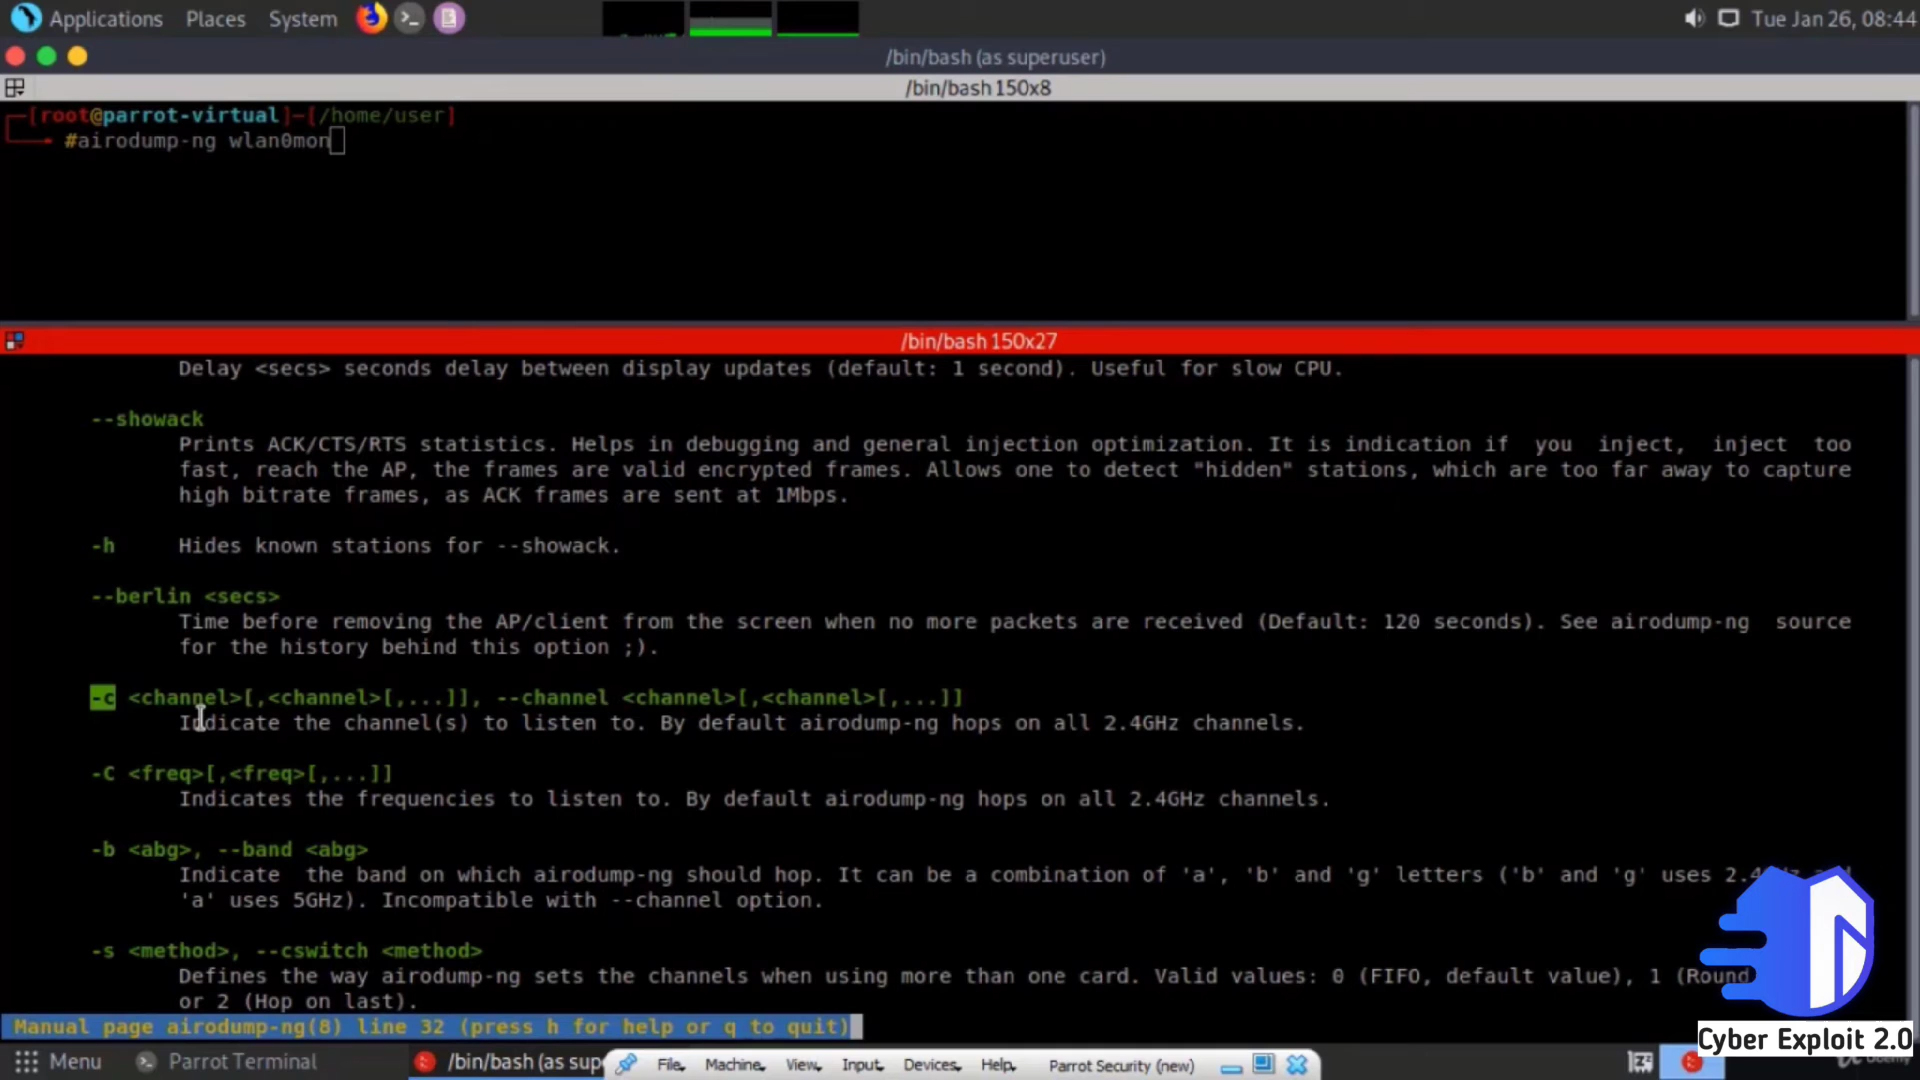 Applications Places System Tue Jan 26, 08:44
/bin/bash (as superuser)
/bin/bash 150x8
[root@parrot-virtual]-[/home/user]
#airodump-ng wlan0mon
/bin/bash 150x27
Delay <secs> seconds delay between display updates (default: 1 second). Useful for slow CPU.
--showack
Prints ACK/CTS/RTS statistics. Helps in debugging and general injection optimization. It is indication if you inject, inject too
fast, reach the AP, the frames are valid encrypted frames. Allows one to detect "hidden" stations, which are too far away to capture
high bitrate frames, as ACK frames are sent at 1Mbps.
-h Hides known stations for --showack.
--berlin <secs>
Time before removing the AP/client from the screen when no more packets are received (Default: 120 seconds). See airodump-ng source
for the history behind this option ;).
-c <channel>[,<channel>[,...]], --channel <channel>[,<channel>[,...]]
Indicate the channel(s) to listen to. By default airodump-ng hops on all 2.4GHz channels.
-C <freq>[,<freq>[,...]]
Indicates the frequencies to listen to. By default airodump-ng hops on all 2.4GHz channels.
-b <abg>, --band <abg>
Indicate the band on which airodump-ng should hop. It can be a combination of 'a', 'b' and 'g' letters ('b' and 'g' uses
'a' uses 5GHz). Incompatible with --channel option.
-s <method>, --cswitch <method>
Defines the way airodump-ng sets the channels when using more than one card. Valid values: 0 (FIFO, default value), 1 (Round
or 2 (Hop on last).
Manual page airodump-ng(8) line 32 (press h for help or q to quit)
Cyber Exploit 2.0
Menu Parrot Terminal /bin/bash (as sup File Machine View Input Devices Help Parrot Security (new)